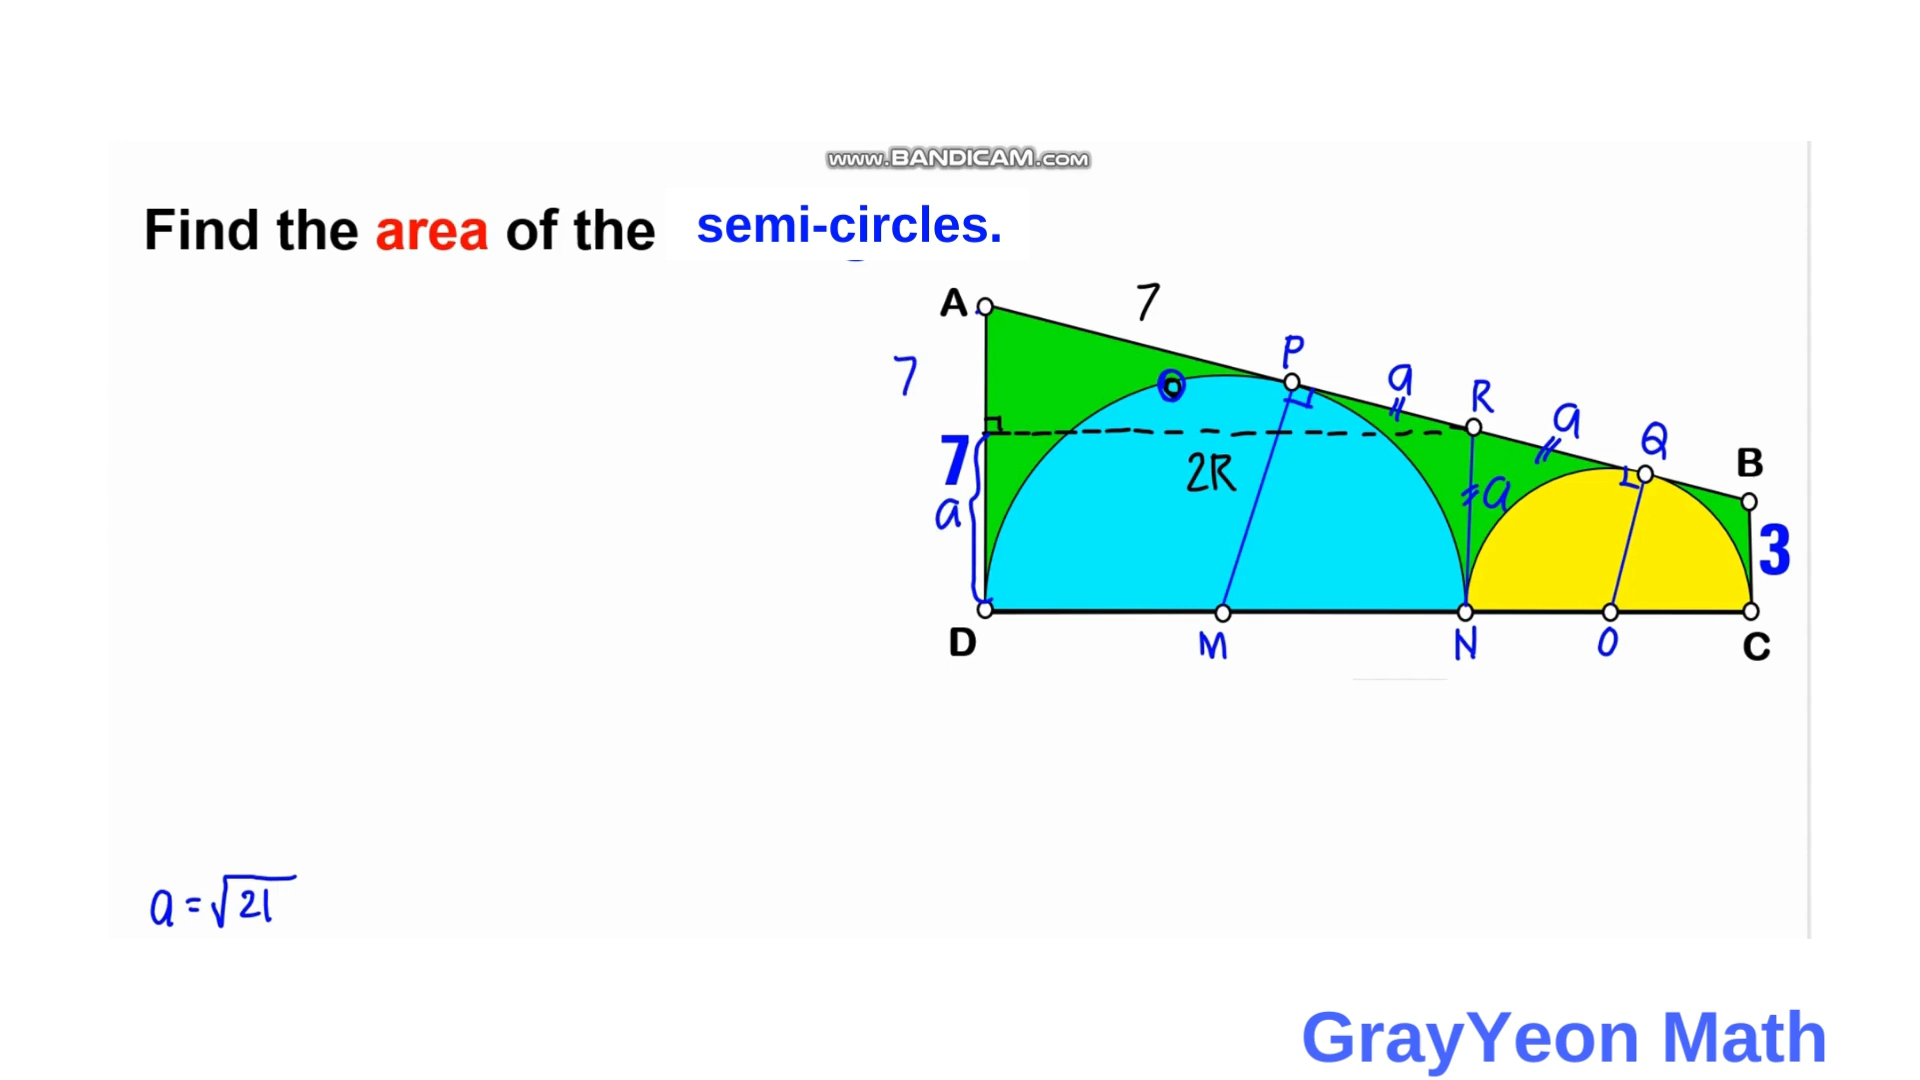 www.BANDICAM.com
Find the area of the semi-circles.
A
7
P
7
a
R
a
Q
B
7
2R
a
a
3
D
M
N
O
C
a = √21
GrayYeon Math